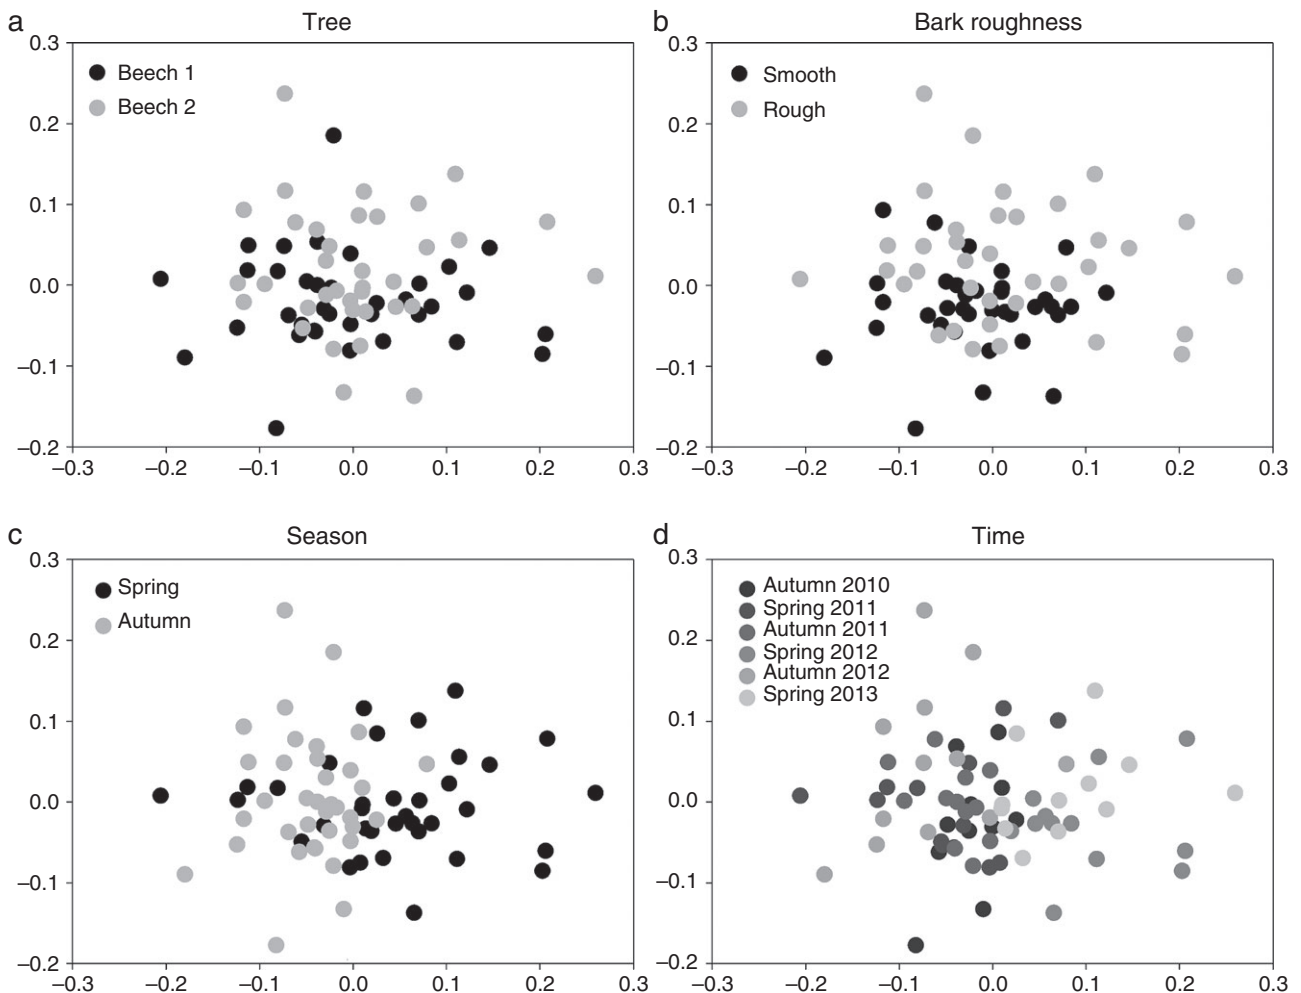 a Tree
0.3
Beech 1
Beech 2
0.2
0.1
0.0
–0.1
–0.2
–0.3 –0.2 –0.1 0.0 0.1 0.2 0.3
b Bark roughness
0.3
Smooth
Rough
0.2
0.1
0.0
–0.1
–0.2
–0.3 –0.2 –0.1 0.0 0.1 0.2 0.3
c Season
0.3
Spring
Autumn
0.2
0.1
0.0
–0.1
–0.2
–0.3 –0.2 –0.1 0.0 0.1 0.2 0.3
d Time
0.3
Autumn 2010
Spring 2011
Autumn 2011
Spring 2012
Autumn 2012
Spring 2013
0.2
0.1
0.0
–0.1
–0.2
–0.3 –0.2 –0.1 0.0 0.1 0.2 0.3